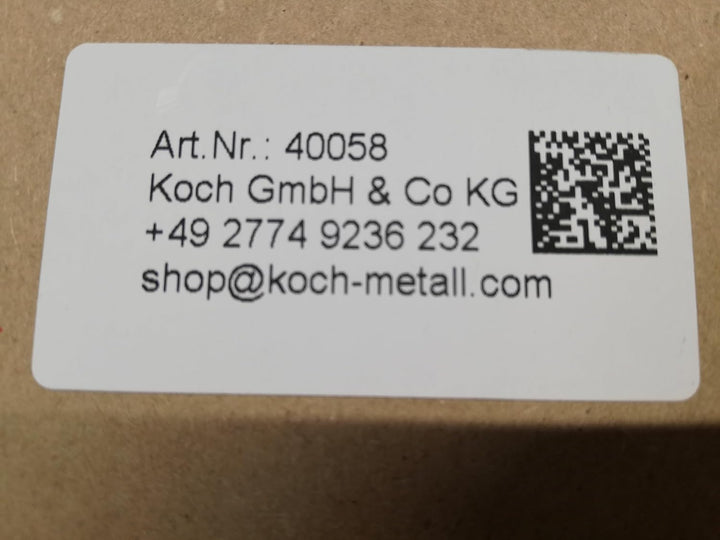 Art.Nr.: 40058
Koch GmbH & Co KG
+49 2774 9236 232
shop@koch-metall.com